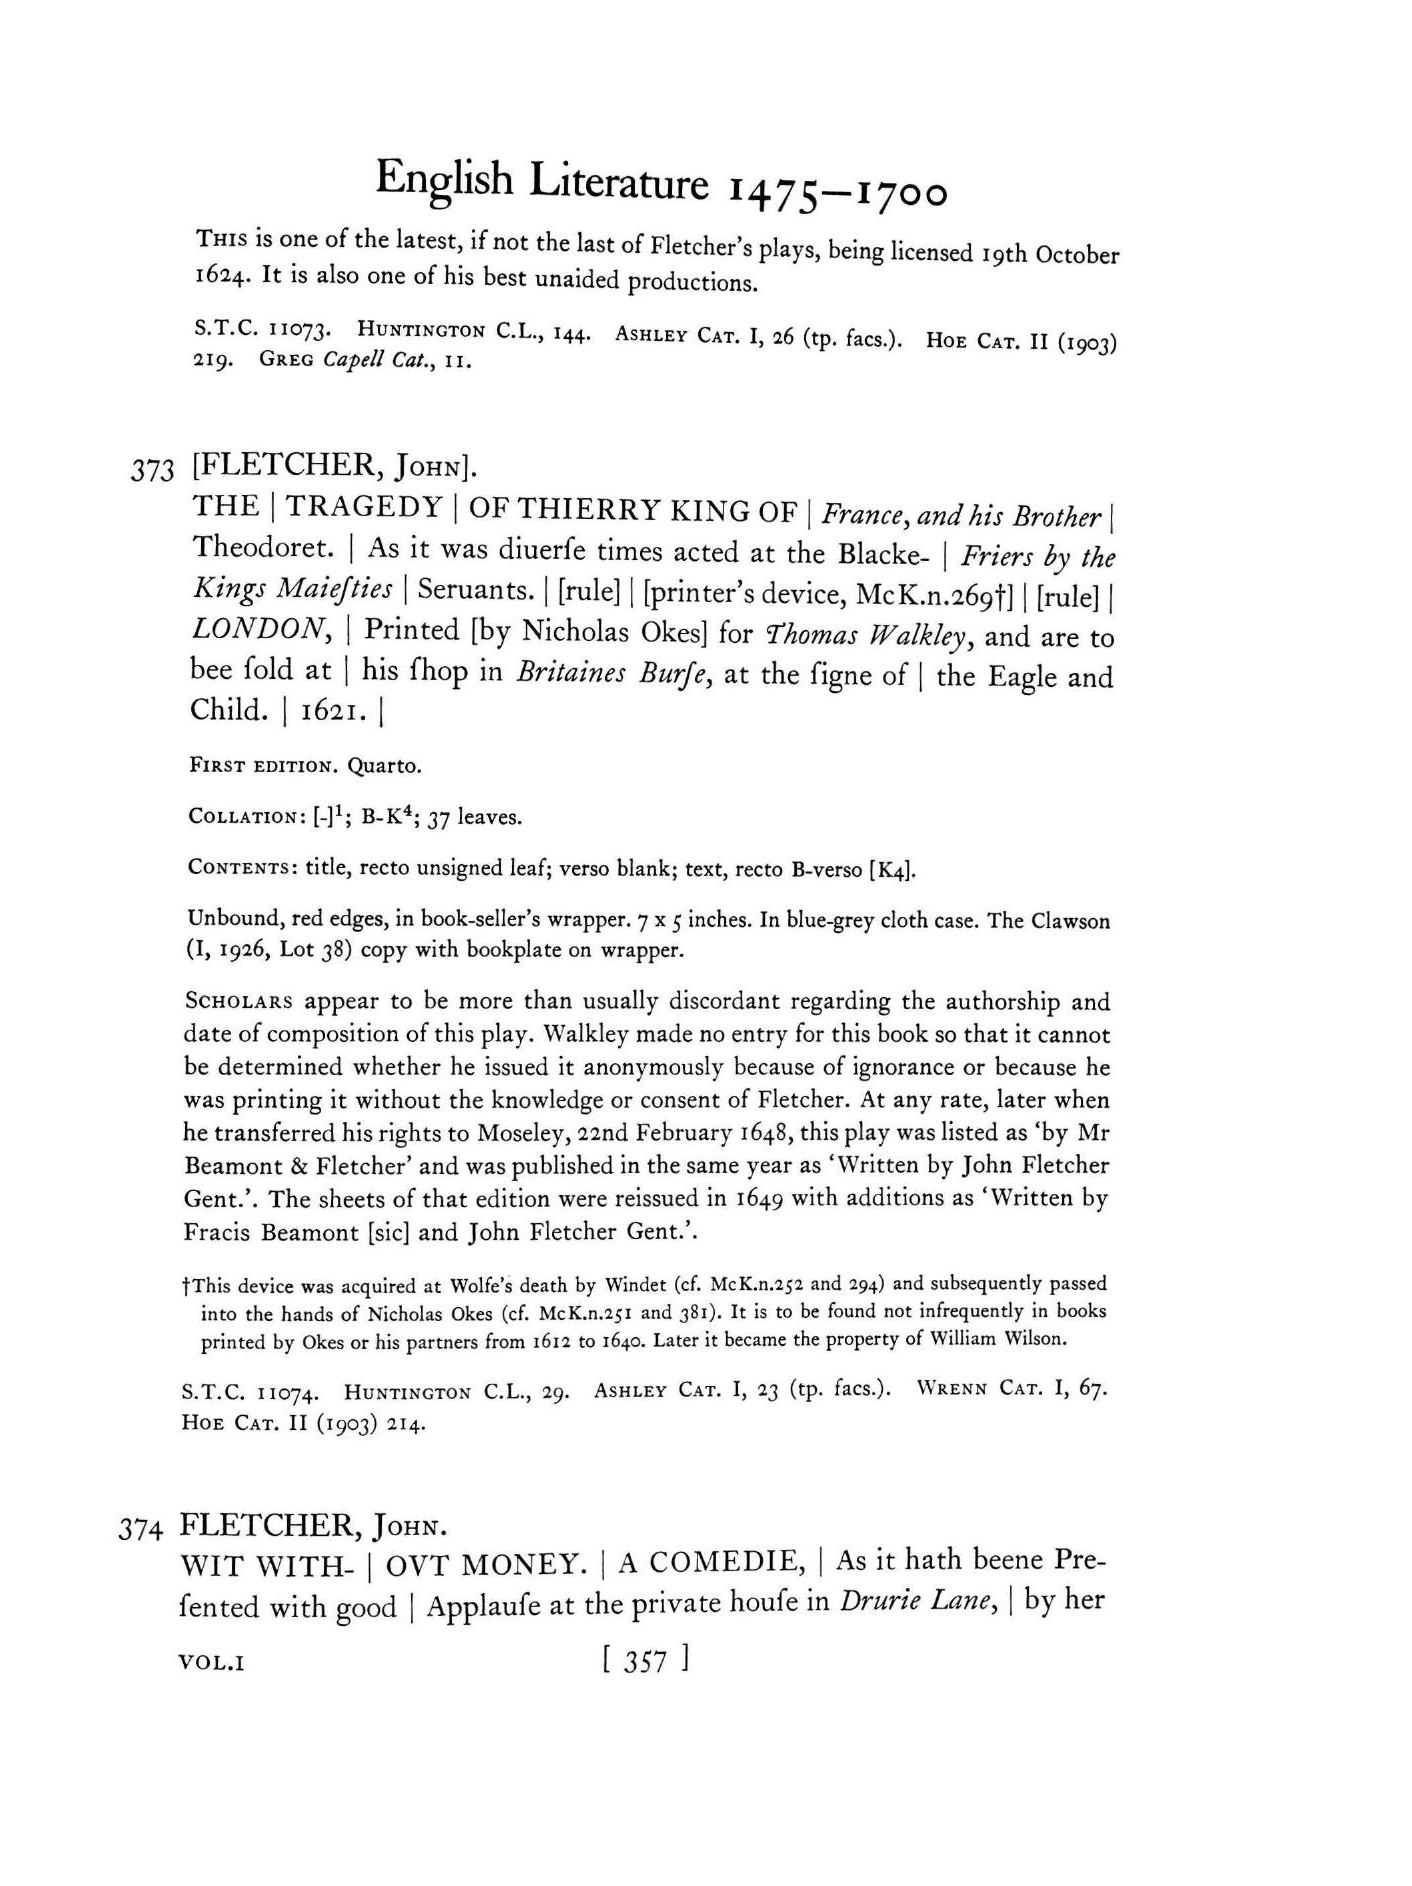 English Literature 1475–1700
THIS is one of the latest, if not the last of Fletcher's plays, being licensed 19th October
1624. It is also one of his best unaided productions.
S.T.C. 11073. HUNTINGTON C.L., 144. ASHLEY CAT. I, 26 (tp. facs.). HOE CAT. II (1903)
219. GREG Capell Cat., 11.
373 [FLETCHER, JOHN].
THE | TRAGEDY | OF THIERRY KING OF | France, and his Brother |
Theodoret. | As it was diuerſe times acted at the Blacke- | Friers by the
Kings Maieſties | Seruants. | [rule] | [printer's device, McK.n.269†] | [rule] |
LONDON, | Printed [by Nicholas Okes] for Thomas Walkley, and are to
bee ſold at | his ſhop in Britaines Burſe, at the ſigne of | the Eagle and
Child. | 1621. |
FIRST EDITION. Quarto.
COLLATION: [-]¹; B-K⁴; 37 leaves.
CONTENTS: title, recto unsigned leaf; verso blank; text, recto B-verso [K4].
Unbound, red edges, in book-seller's wrapper. 7 x 5 inches. In blue-grey cloth case. The Clawson
(I, 1926, Lot 38) copy with bookplate on wrapper.
SCHOLARS appear to be more than usually discordant regarding the authorship and
date of composition of this play. Walkley made no entry for this book so that it cannot
be determined whether he issued it anonymously because of ignorance or because he
was printing it without the knowledge or consent of Fletcher. At any rate, later when
he transferred his rights to Moseley, 22nd February 1648, this play was listed as 'by Mr
Beamont & Fletcher' and was published in the same year as 'Written by John Fletcher
Gent.'. The sheets of that edition were reissued in 1649 with additions as 'Written by
Fracis Beamont [sic] and John Fletcher Gent.'.
†This device was acquired at Wolfe's death by Windet (cf. McK.n.252 and 294) and subsequently passed
into the hands of Nicholas Okes (cf. McK.n.251 and 381). It is to be found not infrequently in books
printed by Okes or his partners from 1612 to 1640. Later it became the property of William Wilson.
S.T.C. 11074. HUNTINGTON C.L., 29. ASHLEY CAT. I, 23 (tp. facs.). WRENN CAT. I, 67.
HOE CAT. II (1903) 214.
374 FLETCHER, JOHN.
WIT WITH- | OVT MONEY. | A COMEDIE, | As it hath beene Pre-
ſented with good | Applauſe at the private houſe in Drurie Lane, | by her
VOL.I [ 357 ]